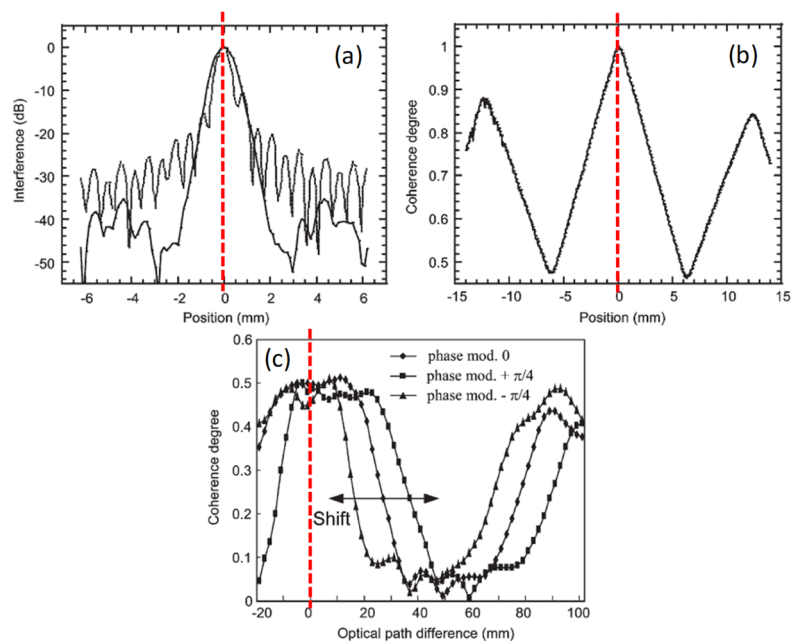 (a)
0
-10
-20
-30
-40
-50
Interference (dB)
-6 -4 -2 0 2 4 6
Position (mm)
(b)
1
0.9
0.8
0.7
0.6
0.5
Coherence degree
-15 -10 -5 0 5 10 15
Position (mm)
(c)
0.6
0.5
0.4
0.3
0.2
0.1
0
Coherence degree
phase mod. 0
phase mod. + π/4
phase mod. - π/4
Shift
-20 0 20 40 60 80 100
Optical path difference (mm)